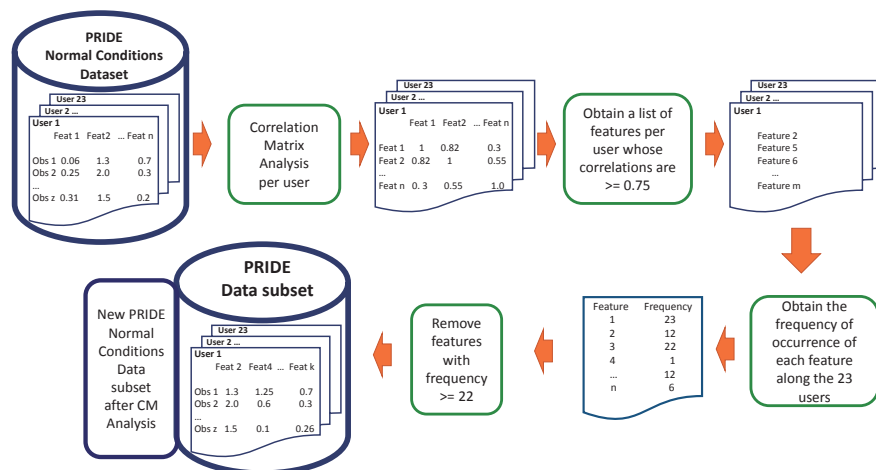 PRIDE
Normal Conditions
Dataset
User 23
User 2 ...
User 1
Feat 1 Feat2 ... Feat n
Obs 1 0.06 1.3 0.7
Obs 2 0.25 2.0 0.3
...
Obs z 0.31 1.5 0.2
Correlation
Matrix
Analysis
per user
User 23
User 2 ...
User 1
Feat 1 Feat2 ... Feat n
Feat 1 1 0.82 0.3
Feat 2 0.82 1 0.55
...
Feat n 0. 3 0.55 1.0
Obtain a list of
features per
user whose
correlations are
>= 0.75
User 23
User 2 ...
User 1
Feature 2
Feature 5
Feature 6
...
Feature m
Obtain the
frequency of
occurrence of
each feature
along the 23
users
Feature Frequency
1 23
2 12
3 22
4 1
... 12
n 6
Remove
features
with
frequency
>= 22
PRIDE
Data subset
User 23
User 2 ...
User 1
Feat 2 Feat4 ... Feat k
Obs 1 1.3 1.25 0.7
Obs 2 2.0 0.6 0.3
...
Obs z 1.5 0.1 0.26
New PRIDE
Normal
Conditions
Data
subset
after CM
Analysis